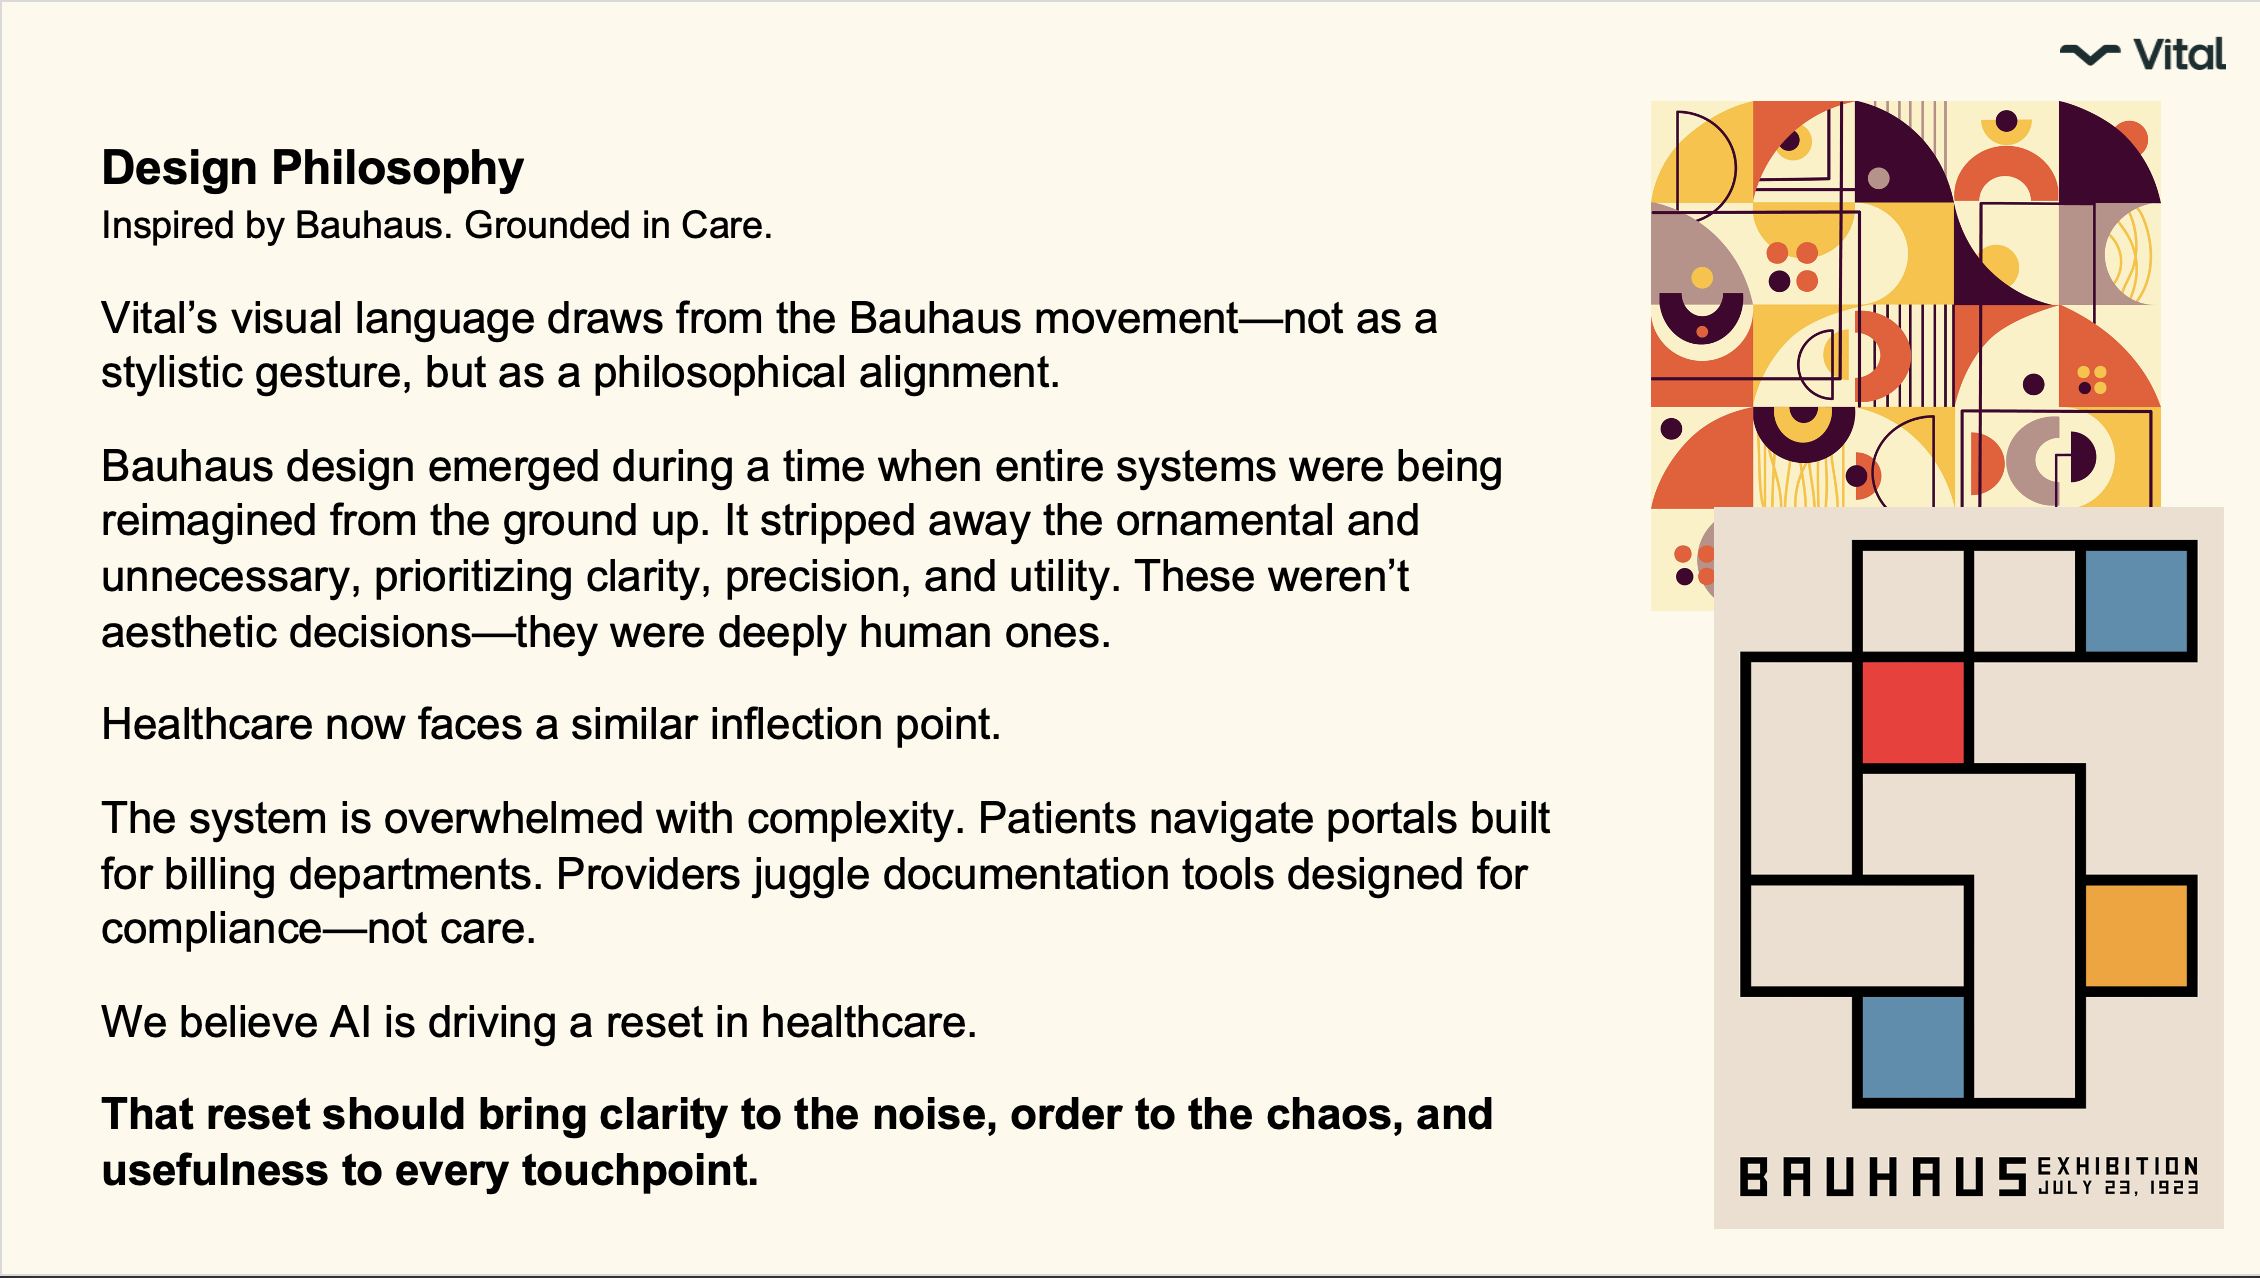 Vital
Design Philosophy
Inspired by Bauhaus. Grounded in Care.
Vital’s visual language draws from the Bauhaus movement—not as a
stylistic gesture, but as a philosophical alignment.
Bauhaus design emerged during a time when entire systems were being
reimagined from the ground up. It stripped away the ornamental and
unnecessary, prioritizing clarity, precision, and utility. These weren’t
aesthetic decisions—they were deeply human ones.
Healthcare now faces a similar inflection point.
The system is overwhelmed with complexity. Patients navigate portals built
for billing departments. Providers juggle documentation tools designed for
compliance—not care.
We believe AI is driving a reset in healthcare.
That reset should bring clarity to the noise, order to the chaos, and
usefulness to every touchpoint.
BAUHAUS
EXHIBITION
JULY 23, 1923